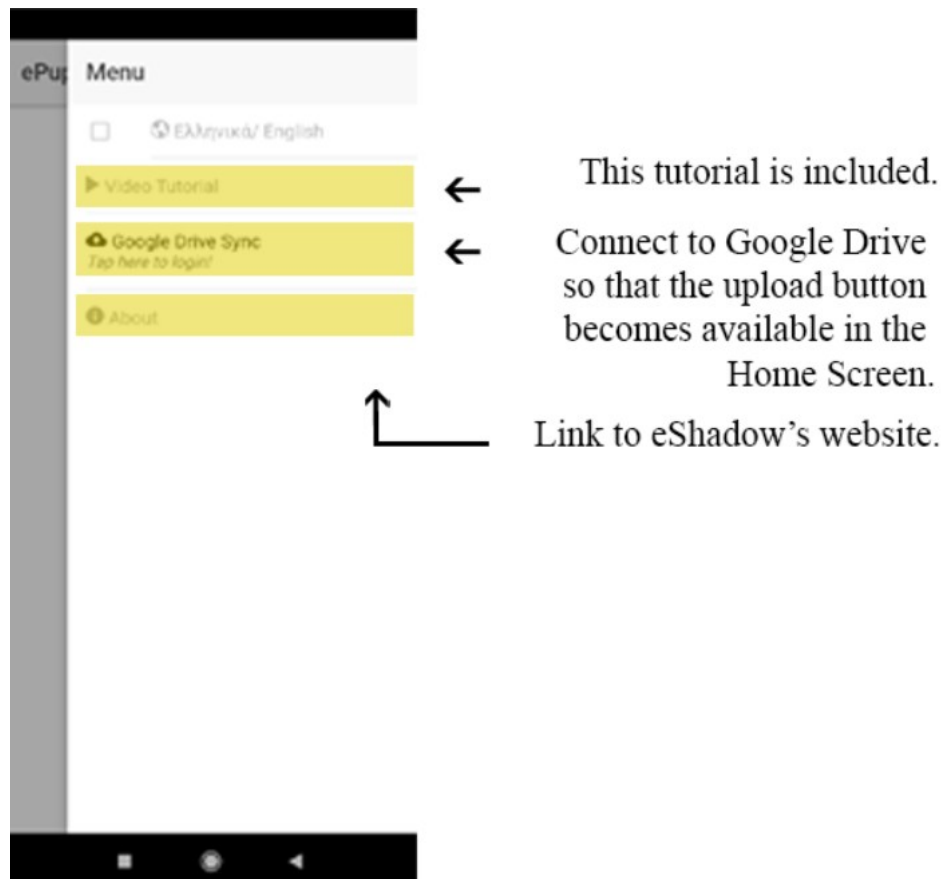 ePup
Menu
Ελληνικά/ English
Video Tutorial
Google Drive Sync
Tap here to login!
About
This tutorial is included.
Connect to Google Drive
so that the upload button
becomes available in the
Home Screen.
Link to eShadow’s website.